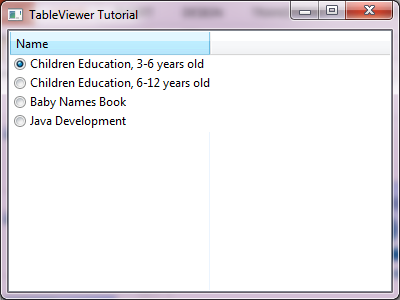 TableViewer Tutorial
Name
Children Education, 3-6 years old
Children Education, 6-12 years old
Baby Names Book
Java Development